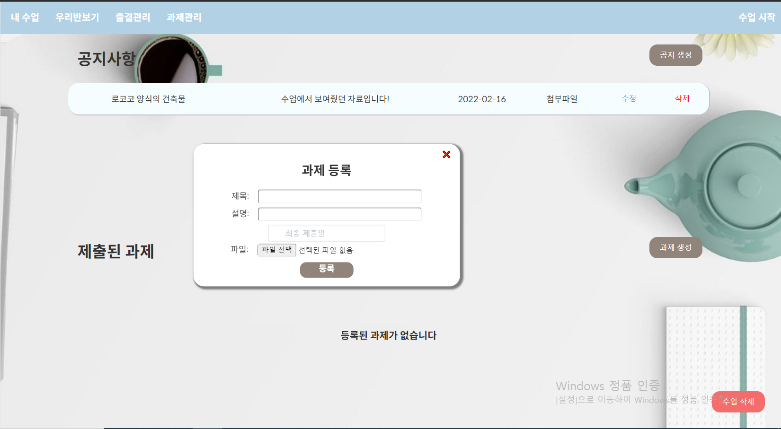 내 수업 우리반보기 출결관리 과제관리 수업 시작
공지사항 공지 생성
로코코 양식의 건축물 수업에서 보여줬던 자료입니다! 2022-02-16 첨부파일 수정 삭제
과제 등록
제목:
설명:
최종 제출일
파일: 파일 선택 선택된 파일 없음
등록
제출된 과제 과제 생성
등록된 과제가 없습니다
Windows 정품 인증
[설정]으로 이동하여 Windows를 정품 인증
수업 삭제